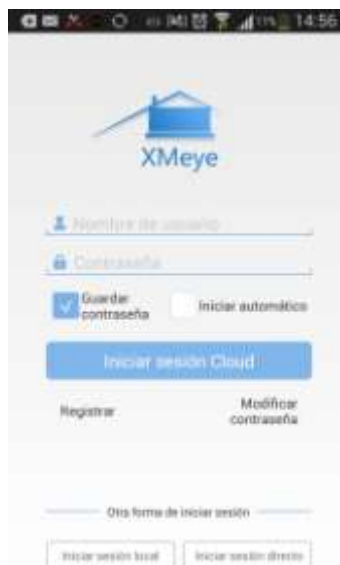 11% 14:56
XMeye
Nombre de usuario
Contraseña
Guardar
contraseña
Iniciar automático
Iniciar sesión Cloud
Registrar
Modificar
contraseña
Otra forma de iniciar sesión
Iniciar sesión local
Iniciar sesión directo